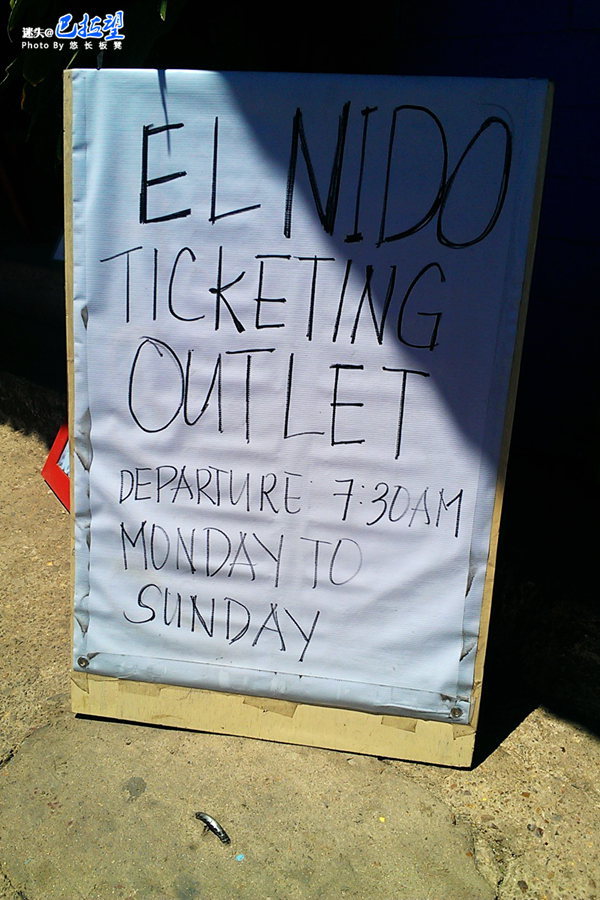 迷失@巴拉望
Photo By 悠长板凳
EL NIDO
TICKETING
OUTLET
DEPARTURE: 7:30AM
MONDAY TO
SUNDAY